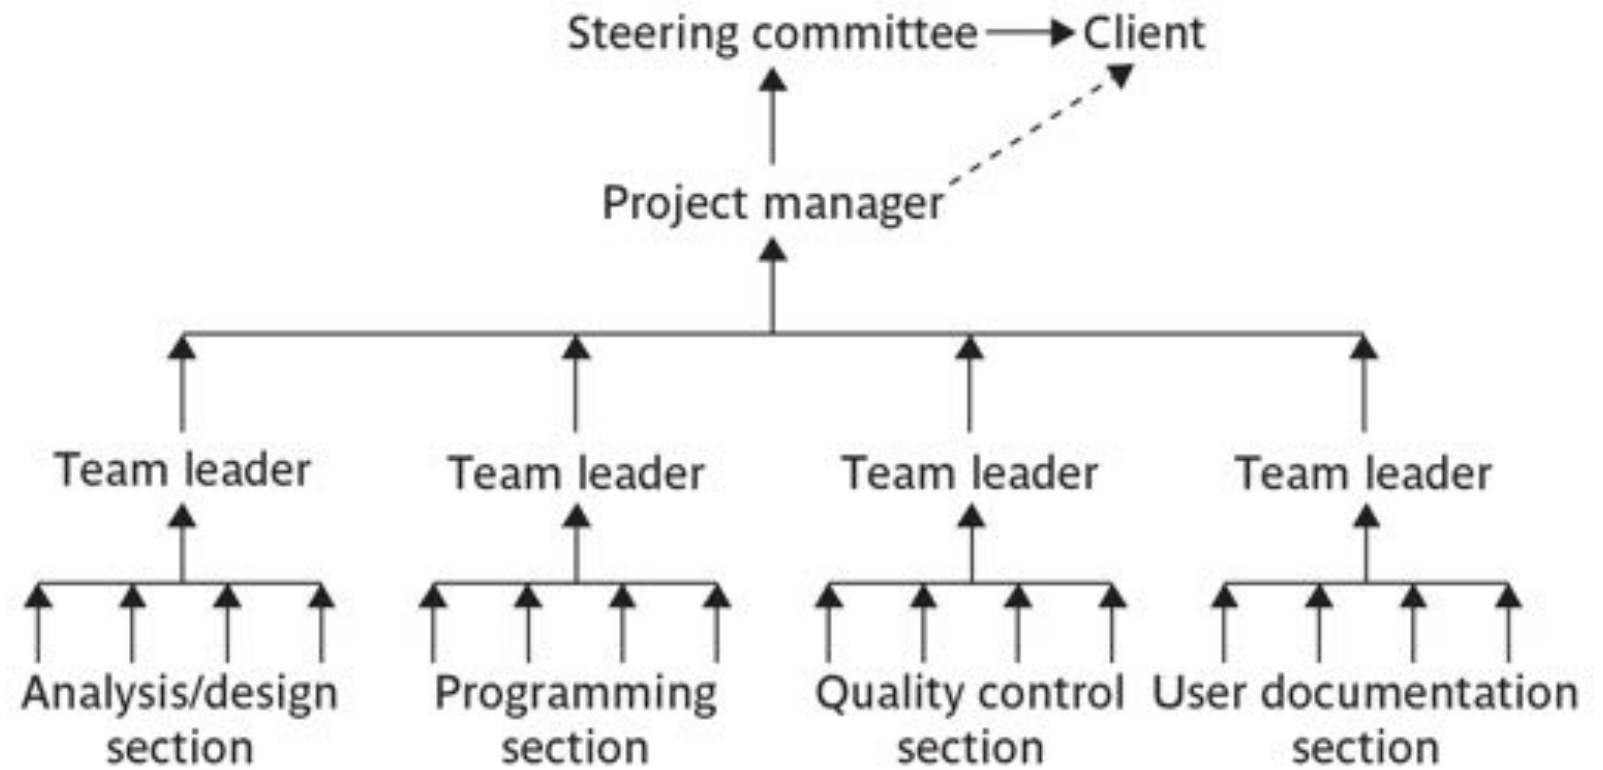 Steering committee Client
Project manager
Team leader Team leader Team leader Team leader
Analysis/design Programming Quality control User documentation
section section section section